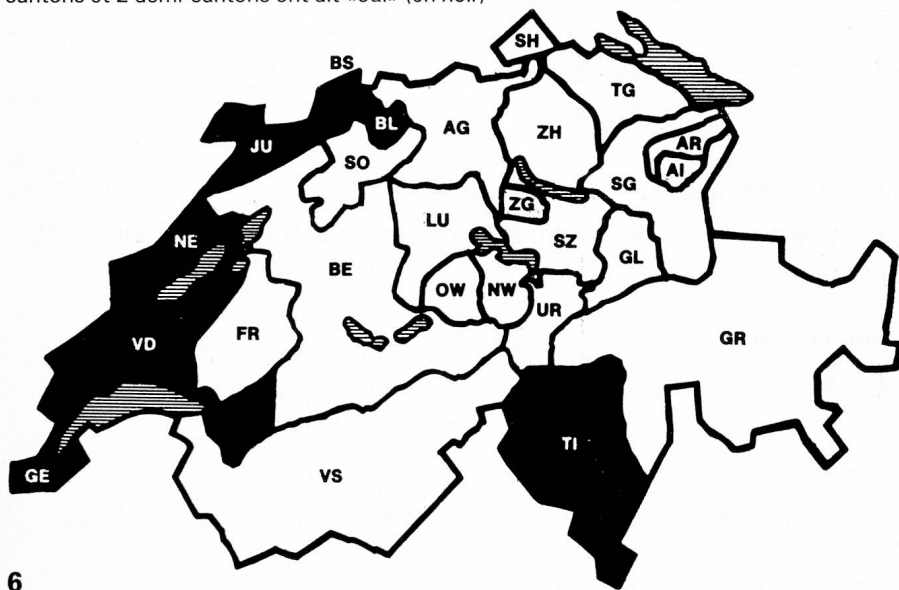 cantons et 2 demi-cantons ont dit «oui» (en noir)
SH
BS
TG
BL
AG
ZH
JU
AR
SO
AI
SG
ZG
LU
NE
SZ
GL
BE
OW
NW
UR
FR
VD
GR
TI
GE
VS
6